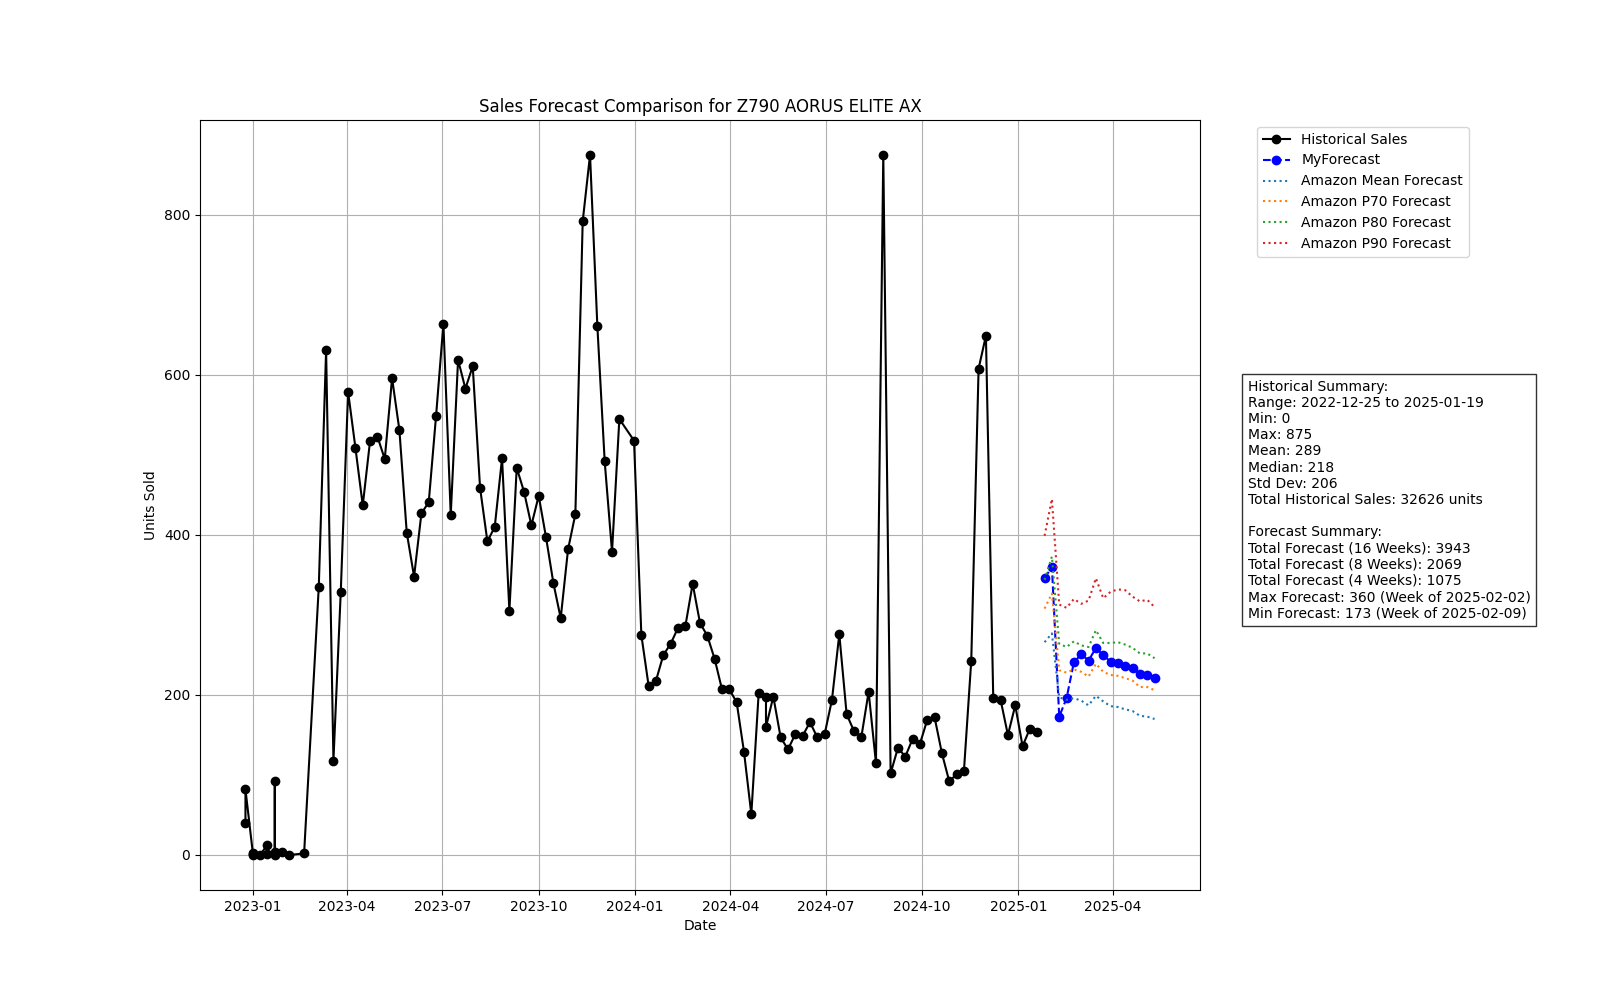 Sales Forecast Comparison for Z790 AORUS ELITE AX
Historical Sales
MyForecast
Amazon Mean Forecast
Amazon P70 Forecast
Amazon P80 Forecast
Amazon P90 Forecast
Units Sold
800
600
400
200
0
2023-01
2023-04
2023-07
2023-10
2024-01
2024-04
2024-07
2024-10
2025-01
2025-04
Date
Historical Summary:
Range: 2022-12-25 to 2025-01-19
Min: 0
Max: 875
Mean: 289
Median: 218
Std Dev: 206
Total Historical Sales: 32626 units
Forecast Summary:
Total Forecast (16 Weeks): 3943
Total Forecast (8 Weeks): 2069
Total Forecast (4 Weeks): 1075
Max Forecast: 360 (Week of 2025-02-02)
Min Forecast: 173 (Week of 2025-02-09)